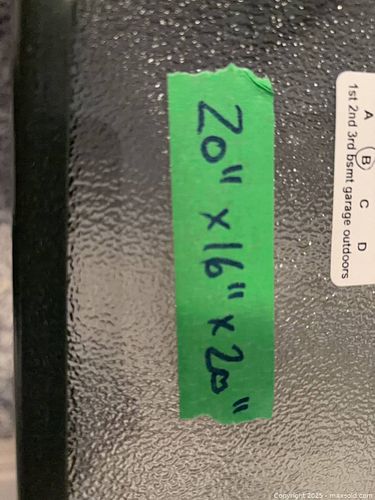 20" x 16" x 20"
A B C D
1st 2nd 3rd bsmt garage outdoors
Copyright 2025 - maxsold.com